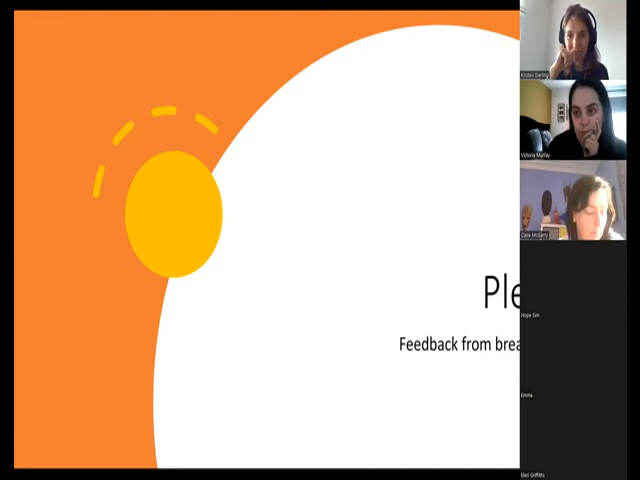 Ple
Feedback from brea
Kirsten Darling
Victoria Murray
Clare McGarry
Hope Sim
Emma
Eleri Griffiths